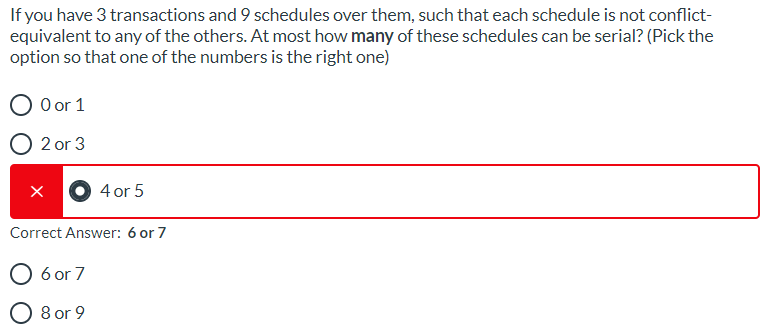 If you have 3 transactions and 9 schedules over them, such that each schedule is not conflict-
equivalent to any of the others. At most how many of these schedules can be serial? (Pick the
option so that one of the numbers is the right one)
0 or 1
2 or 3
4 or 5
Correct Answer: 6 or 7
6 or 7
8 or 9